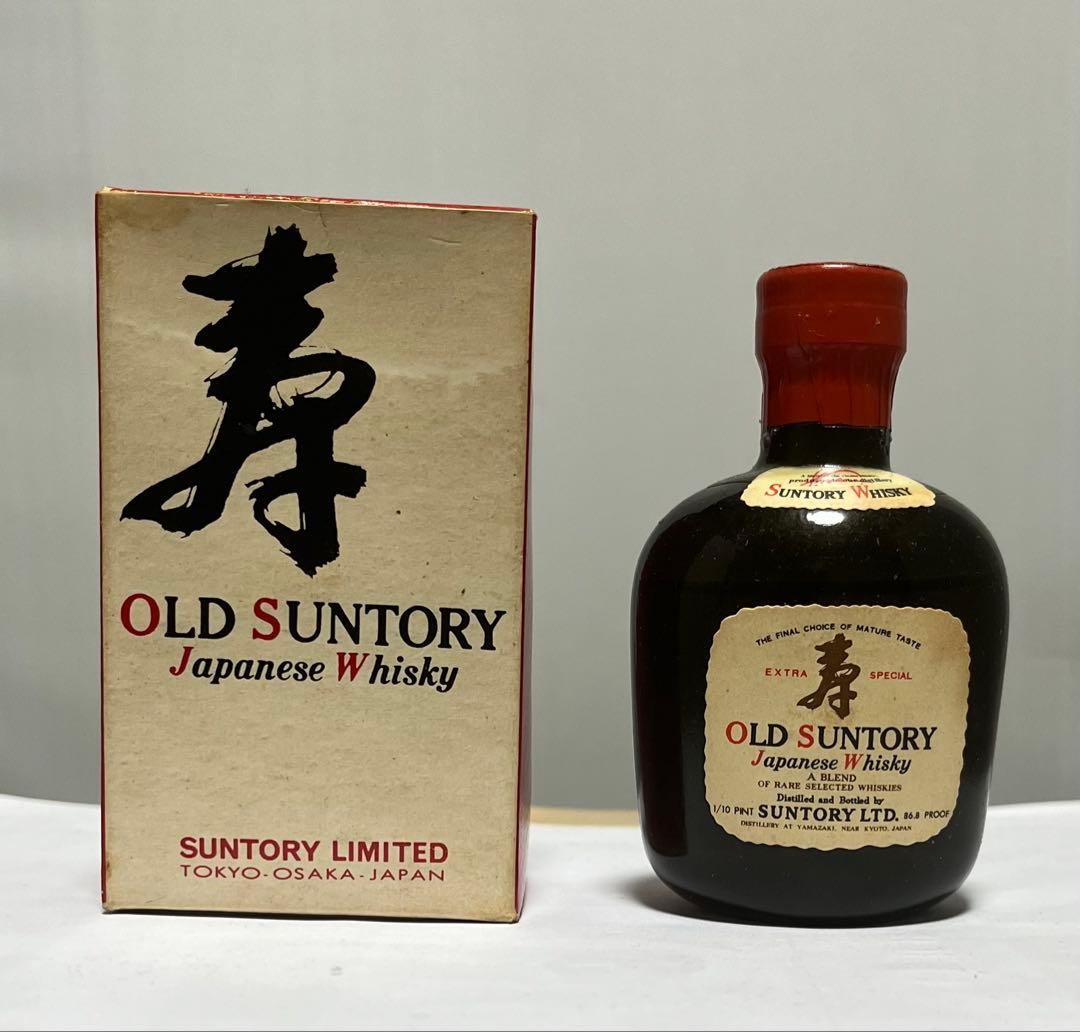 寿
OLD SUNTORY
Japanese Whisky
SUNTORY LIMITED
TOKYO-OSAKA-JAPAN
SUNTORY WHISKY
THE FINAL CHOICE OF MATURE TASTE
EXTRA 寿 SPECIAL
OLD SUNTORY
Japanese Whisky
A BLEND
OF RARE SELECTED WHISKIES
Distilled and Bottled by
1/10 PINT SUNTORY LTD. 86.8 PROOF
DISTILLERY AT YAMAZAKI, NEAR KYOTO, JAPAN